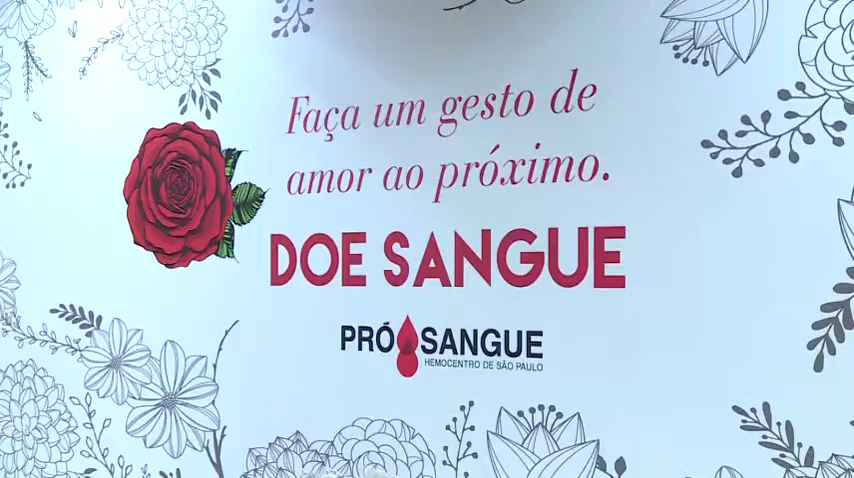 Faça um gesto de
amor ao próximo.
DOE SANGUE
PRÓ SANGUE
HEMOCENTRO DE SÃO PAULO